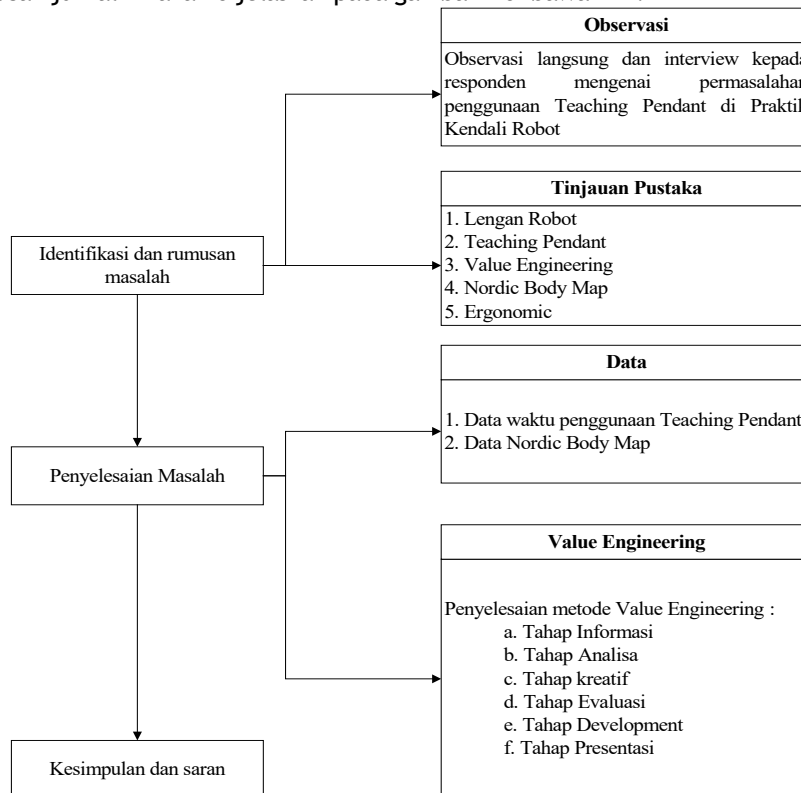 Observasi
Observasi langsung dan interview kepada
responden mengenai permasalahan
penggunaan Teaching Pendant di Praktik
Kendali Robot
Tinjauan Pustaka
1. Lengan Robot
2. Teaching Pendant
3. Value Engineering
4. Nordic Body Map
5. Ergonomic
Identifikasi dan rumusan
masalah
Data
1. Data waktu penggunaan Teaching Pendant
2. Data Nordic Body Map
Penyelesaian Masalah
Value Engineering
Penyelesaian metode Value Engineering :
a. Tahap Informasi
b. Tahap Analisa
c. Tahap kreatif
d. Tahap Evaluasi
e. Tahap Development
f. Tahap Presentasi
Kesimpulan dan saran